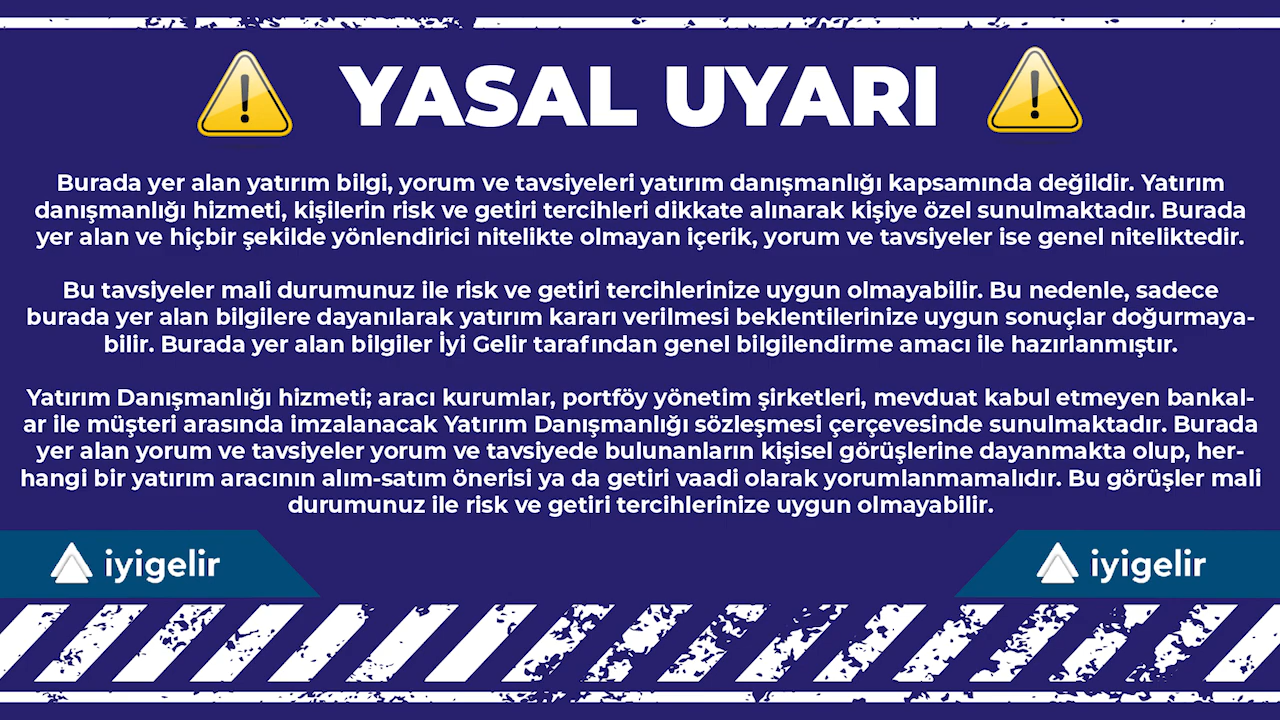 YASAL UYARI
Burada yer alan yatırım bilgi, yorum ve tavsiyeleri yatırım danışmanlığı kapsamında değildir. Yatırım
danışmanlığı hizmeti, kişilerin risk ve getiri tercihleri dikkate alınarak kişiye özel sunulmaktadır. Burada
yer alan ve hiçbir şekilde yönlendirici nitelikte olmayan içerik, yorum ve tavsiyeler ise genel niteliktedir.
Bu tavsiyeler mali durumunuz ile risk ve getiri tercihlerinize uygun olmayabilir. Bu nedenle, sadece
burada yer alan bilgilere dayanılarak yatırım kararı verilmesi beklentilerinize uygun sonuçlar doğurmaya-
bilir. Burada yer alan bilgiler İyi Gelir tarafından genel bilgilendirme amacı ile hazırlanmıştır.
Yatırım Danışmanlığı hizmeti; aracı kurumlar, portföy yönetim şirketleri, mevduat kabul etmeyen bankal-
ar ile müşteri arasında imzalanacak Yatırım Danışmanlığı sözleşmesi çerçevesinde sunulmaktadır. Burada
yer alan yorum ve tavsiyeler yorum ve tavsiyede bulunanların kişisel görüşlerine dayanmakta olup, her-
hangi bir yatırım aracının alım-satım önerisi ya da getiri vaadi olarak yorumlanmamalıdır. Bu görüşler mali
durumunuz ile risk ve getiri tercihlerinize uygun olmayabilir.
iyigelir
iyigelir